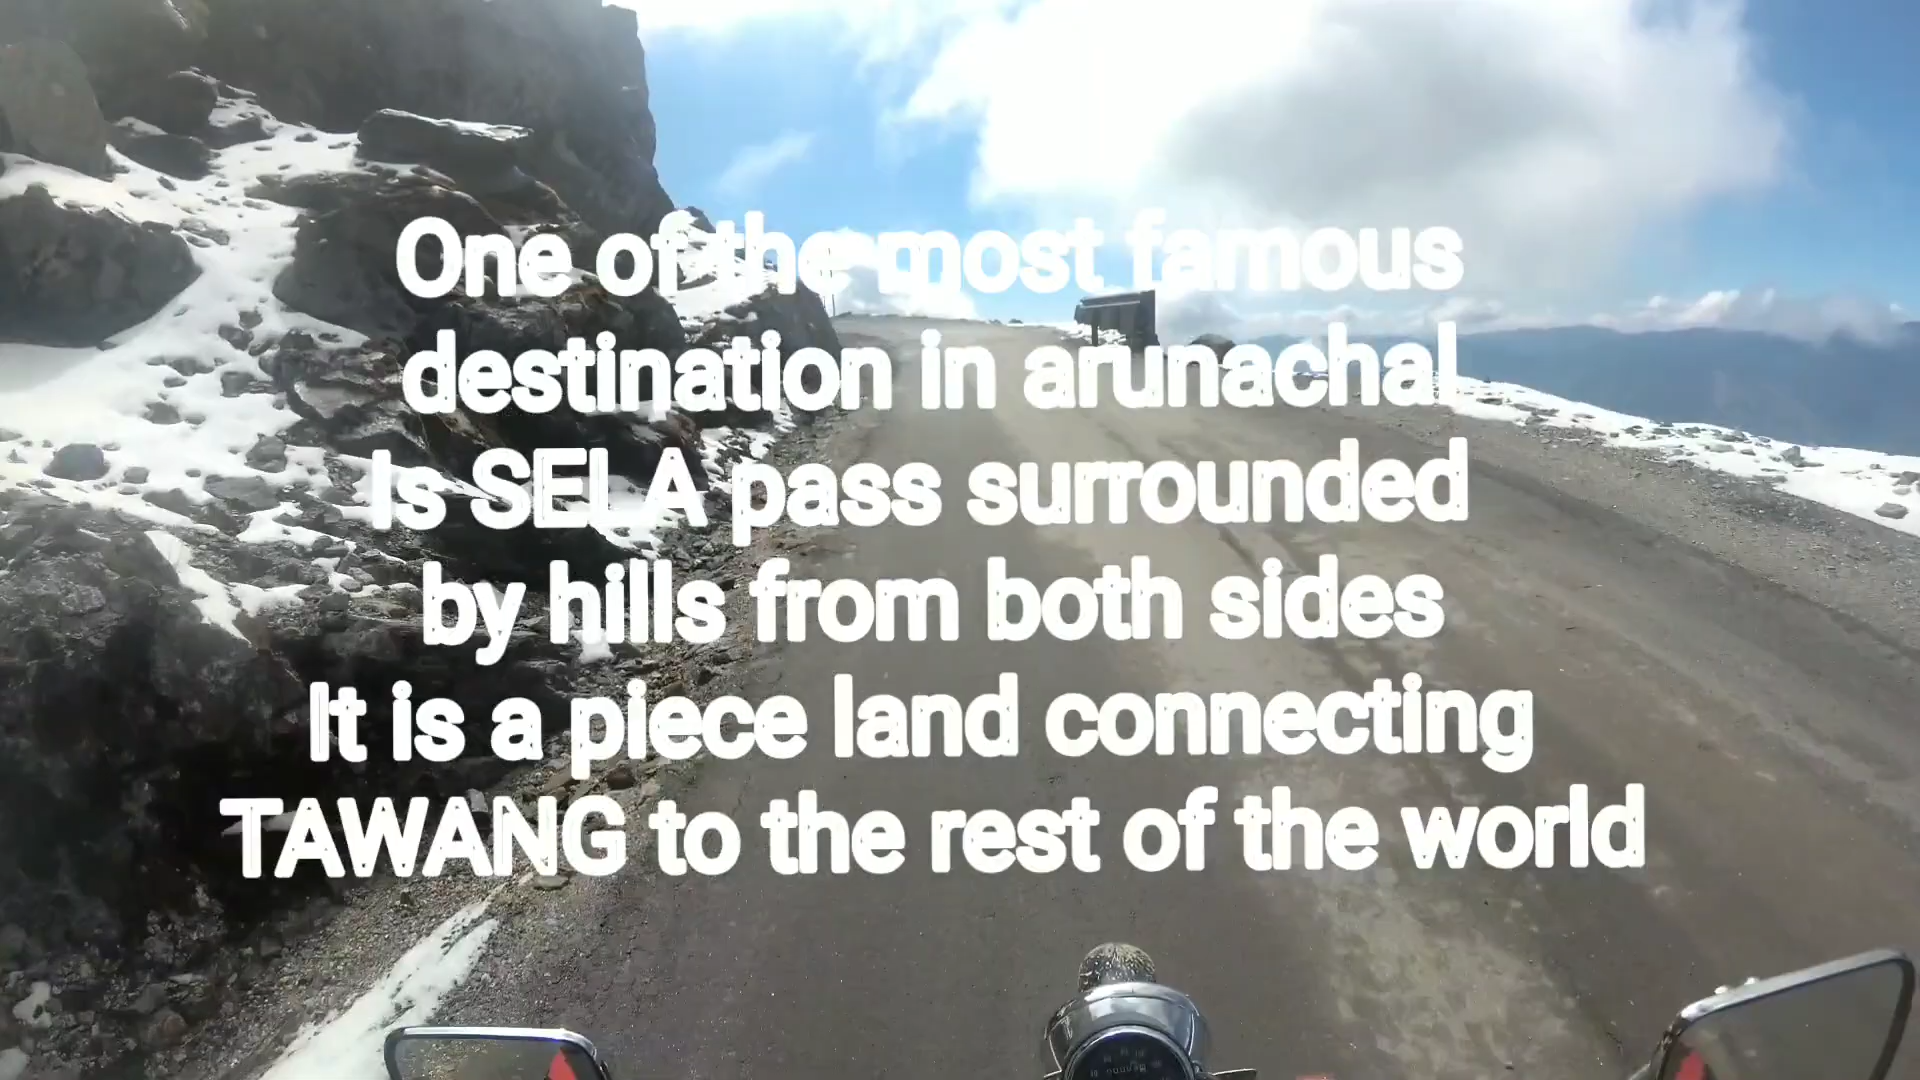 One of the most famous
destination in arunachal
Is SELA pass surrounded
by hills from both sides
It is a piece land connecting
TAWANG to the rest of the world